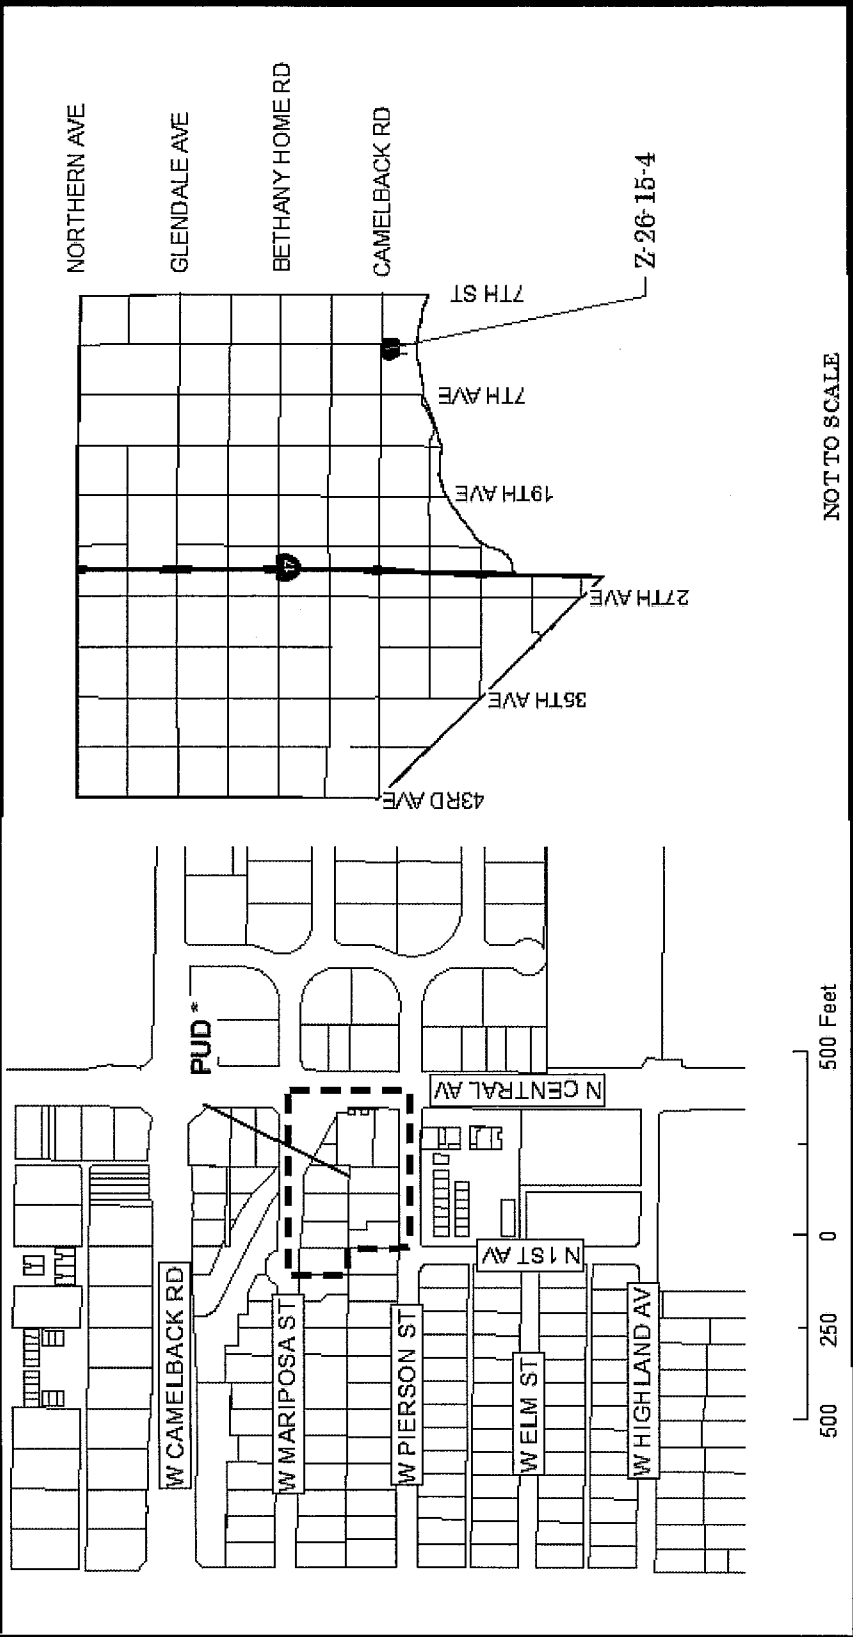 NORTHERN AVE
GLENDALE AVE
BETHANY HOME RD
CAMELBACK RD
7TH ST
7TH AVE
19TH AVE
27TH AVE
35TH AVE
43RD AVE
17
Z-26-15-4
NOT TO SCALE
PUD *
W CAMELBACK RD
W MARIPOSA ST
W PIERSON ST
W ELM ST
W HIGHLAND AV
N CENTRAL AV
N 1ST AV
500 250 0 500 Feet